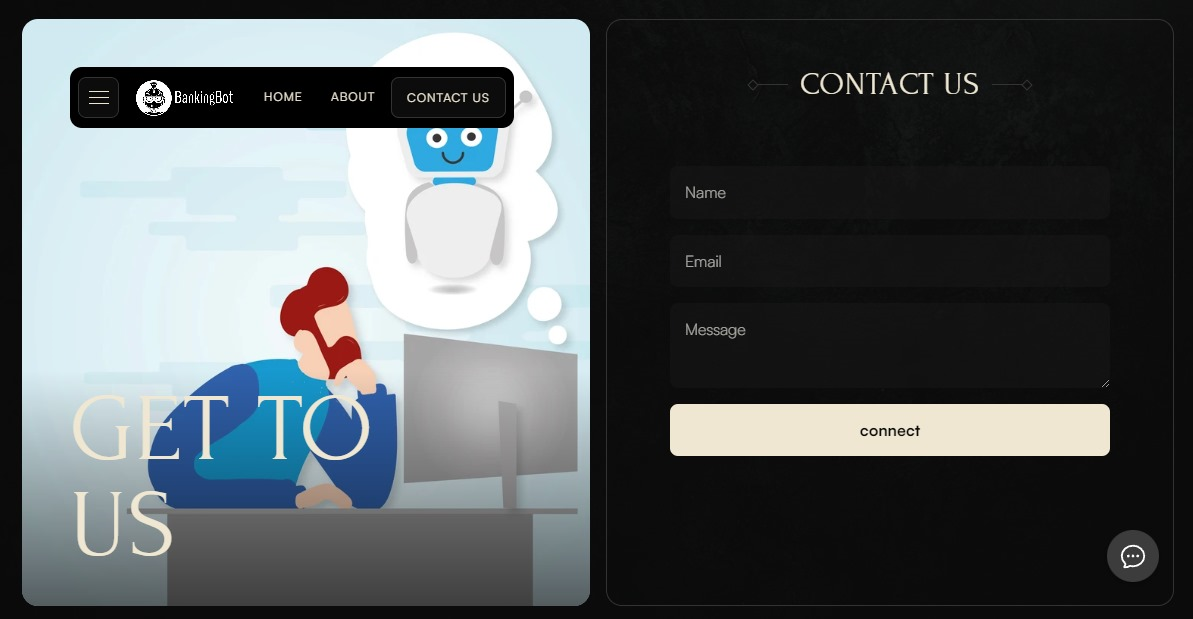 BankingBot
HOME
ABOUT
CONTACT US
GET TO
US
CONTACT US
Name
Email
Message
connect